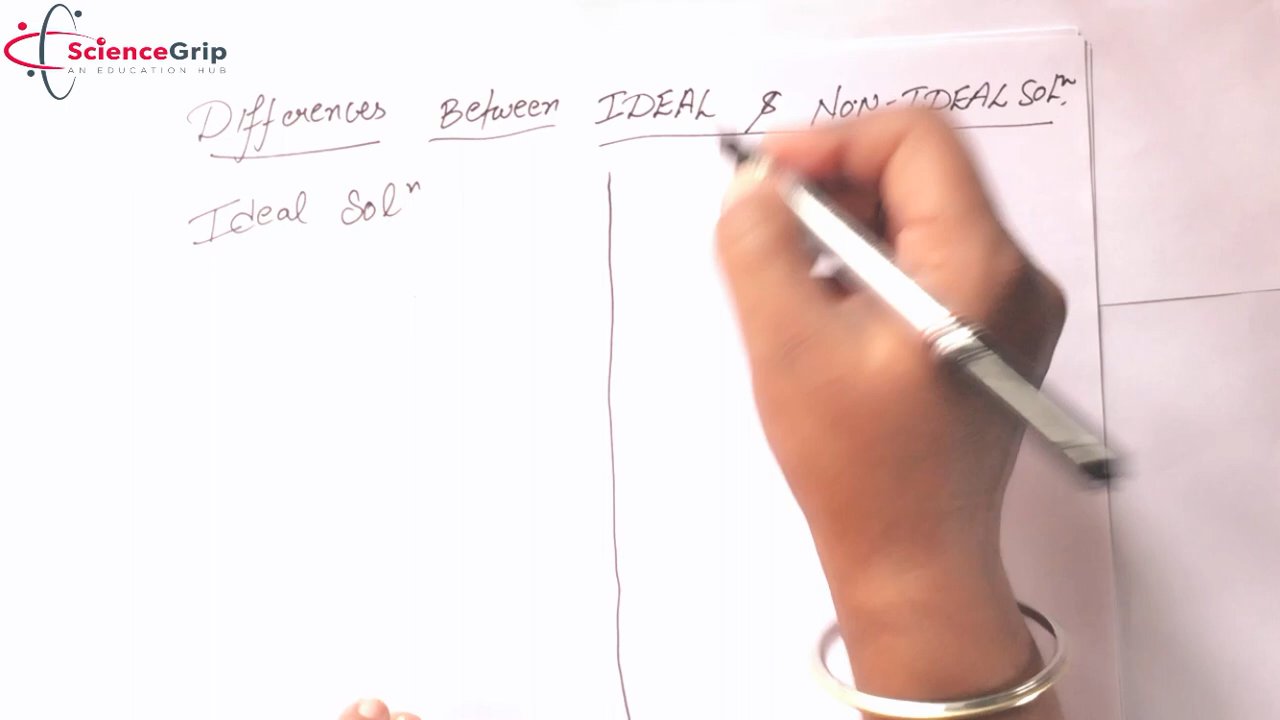 ScienceGrip
AN EDUCATION HUB
Differences Between IDEAL & NON-IDEAL SOLⁿ.
Ideal Solⁿ